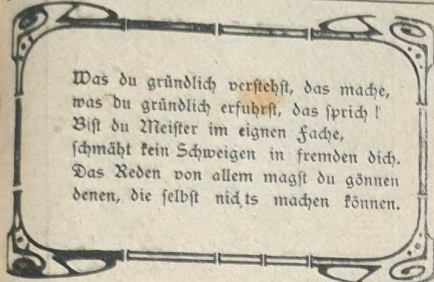 Was du gründlich verstehst, das mache,
was du gründlich erfuhrst, das sprich!
Bist du Meister im eignen Fache,
schmäht kein Schweigen in fremden dich.
Das Reden von allem magst du gönnen
denen, die selbst nichts machen können.